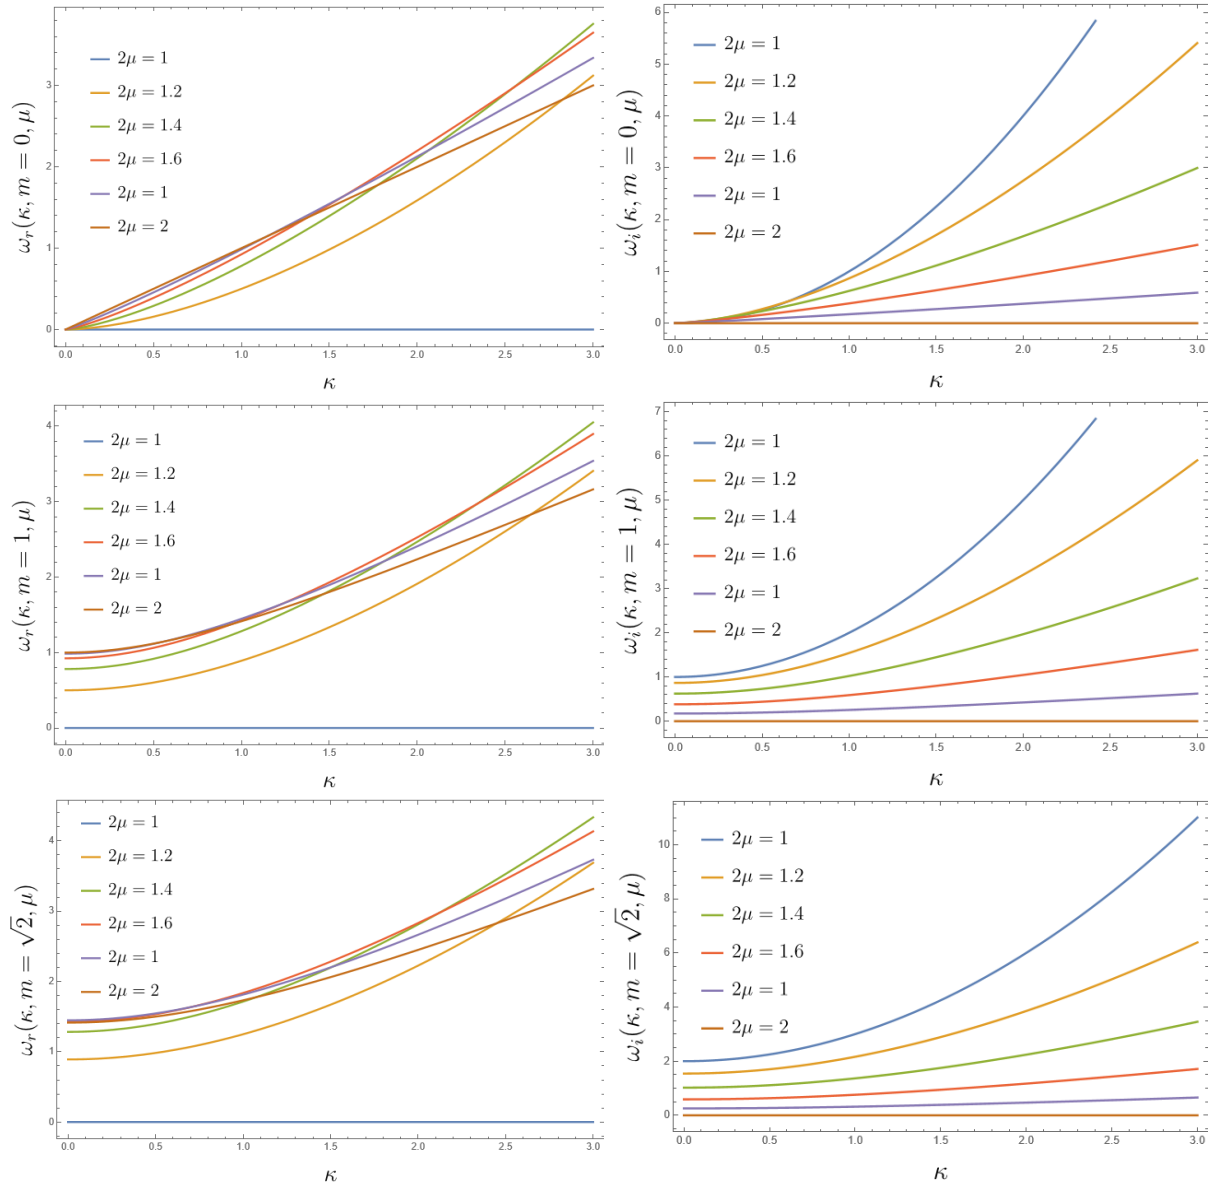 ω_r(κ, m = 0, μ)
2μ = 1
2μ = 1.2
2μ = 1.4
2μ = 1.6
2μ = 1
2μ = 2
3
2
1
0
0.0 0.5 1.0 1.5 2.0 2.5 3.0
κ
ω_i(κ, m = 0, μ)
2μ = 1
2μ = 1.2
2μ = 1.4
2μ = 1.6
2μ = 1
2μ = 2
6
5
4
3
2
1
0
0.0 0.5 1.0 1.5 2.0 2.5 3.0
κ
ω_r(κ, m = 1, μ)
2μ = 1
2μ = 1.2
2μ = 1.4
2μ = 1.6
2μ = 1
2μ = 2
4
3
2
1
0
0.0 0.5 1.0 1.5 2.0 2.5 3.0
κ
ω_i(κ, m = 1, μ)
2μ = 1
2μ = 1.2
2μ = 1.4
2μ = 1.6
2μ = 1
2μ = 2
7
6
5
4
3
2
1
0
0.0 0.5 1.0 1.5 2.0 2.5 3.0
κ
ω_r(κ, m = √2, μ)
2μ = 1
2μ = 1.2
2μ = 1.4
2μ = 1.6
2μ = 1
2μ = 2
4
3
2
1
0
0.0 0.5 1.0 1.5 2.0 2.5 3.0
κ
ω_i(κ, m = √2, μ)
2μ = 1
2μ = 1.2
2μ = 1.4
2μ = 1.6
2μ = 1
2μ = 2
10
8
6
4
2
0
0.0 0.5 1.0 1.5 2.0 2.5 3.0
κ